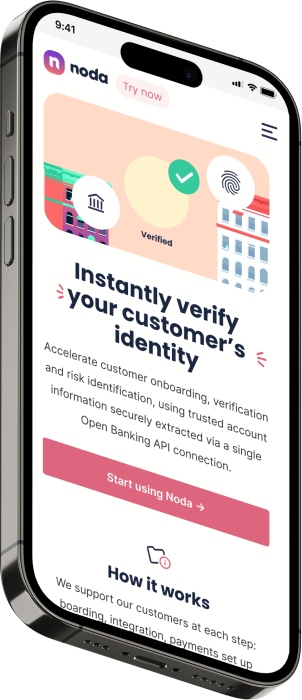 9:41
noda
Try now
Verified
Instantly verify
your customer's
identity
Accelerate customer onboarding, verification
and risk identification, using trusted account
information securely extracted via a single
Open Banking API connection.
Start using Noda →
How it works
We support our customers at each step:
boarding, integration, payments set up